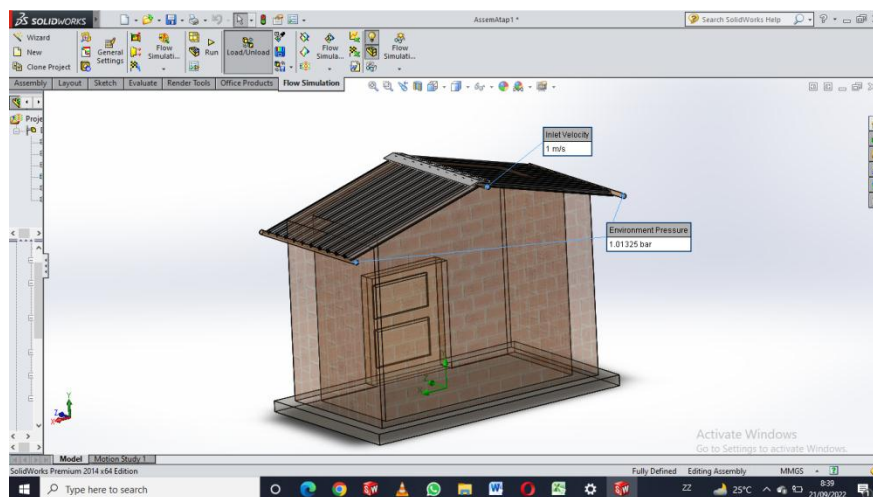 SOLIDWORKS
AssemAtap1 *
Search SolidWorks Help
Wizard
New
Clone Project
General Settings
Flow Simulati...
Run
Load/Unload
Flow Simula...
Flow Simulati...
Assembly Layout Sketch Evaluate Render Tools Office Products Flow Simulation
Proje
Inlet Velocity
1 m/s
Environment Pressure
1.01325 bar
Y
Z
X
Activate Windows
Go to Settings to activate Windows.
Model Motion Study 1
SolidWorks Premium 2014 x64 Edition
Fully Defined Editing Assembly MMGS
Type here to search
25°C
8:39
21/09/2022